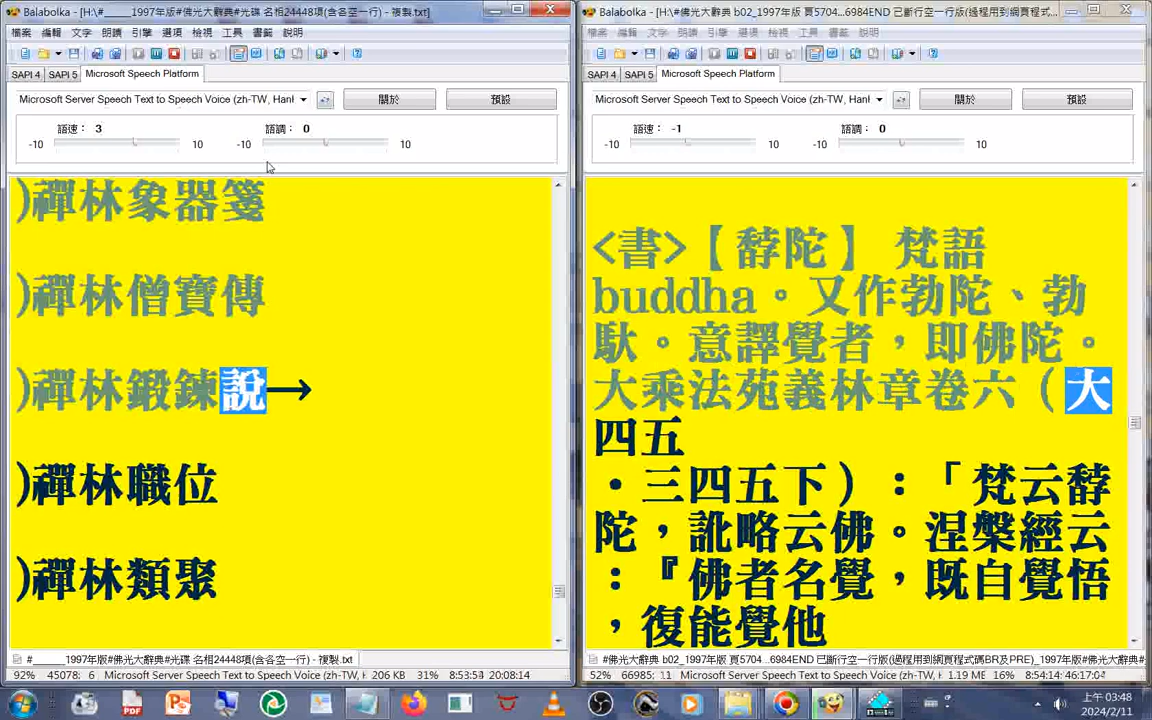 Balabolka - [H:\#_____1997年版#佛光大辭典#光碟 名相24448項(含各空一行) - 複製.txt]
檔案 編輯 文字 朗讀 引擎 選項 檢視 工具 書籤 說明
SAPI 4 SAPI 5 Microsoft Speech Platform
Microsoft Server Speech Text to Speech Voice (zh-TW, Hanl
關於 預設
語速： 3 語調： 0
-10 10 -10 10
)禪林象器箋
)禪林僧寶傳
)禪林鍛鍊說→
)禪林職位
)禪林類聚
#_____1997年版#佛光大辭典#光碟 名相24448項(含各空一行) - 複製.txt
92% 45078: 6 Microsoft Server Speech Text to Speech Voice (zh-TW, H 206 KB 31% 8:53:54 20:08:14
Balabolka - [H:\#佛光大辭典 b02_1997年版 頁5704...6984END 已斷行空一行版(過程用到網頁程式...
檔案 編輯 文字 朗讀 引擎 選項 檢視 工具 書籤 說明
SAPI 4 SAPI 5 Microsoft Speech Platform
Microsoft Server Speech Text to Speech Voice (zh-TW, Hanl
關於 預設
語速： -1 語調： 0
-10 10 -10 10
<書>【馞陀】 梵語
buddha。又作勃陀、勃
馱。意譯覺者，即佛陀。
大乘法苑義林章卷六（大
四五
‧三四五下）：「梵云馞
陀，訛略云佛。涅槃經云
：『佛者名覺，既自覺悟
，復能覺他
#佛光大辭典 b02_1997年版 頁5704...6984END 已斷行空一行版(過程用到網頁程式碼BR及PRE)_1997年版#佛光大辭典#
52% 66985: 11 Microsoft Server Speech Text to Speech Voice (zh-TW, H 1.19 ME 16% 8:54:14 46:17:04
上午 03:48
2024/2/11